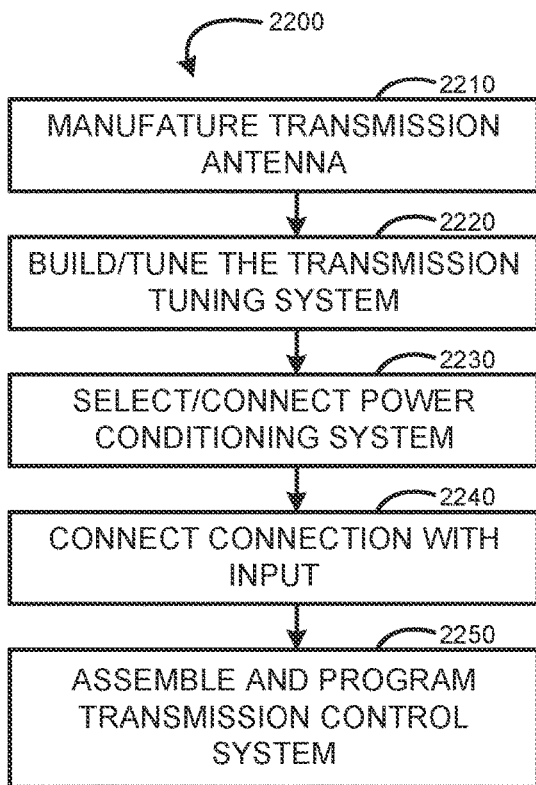 2200
2210
MANUFATURE TRANSMISSION
ANTENNA
2220
BUILD/TUNE THE TRANSMISSION
TUNING SYSTEM
2230
SELECT/CONNECT POWER
CONDITIONING SYSTEM
2240
CONNECT CONNECTION WITH
INPUT
2250
ASSEMBLE AND PROGRAM
TRANSMISSION CONTROL
SYSTEM